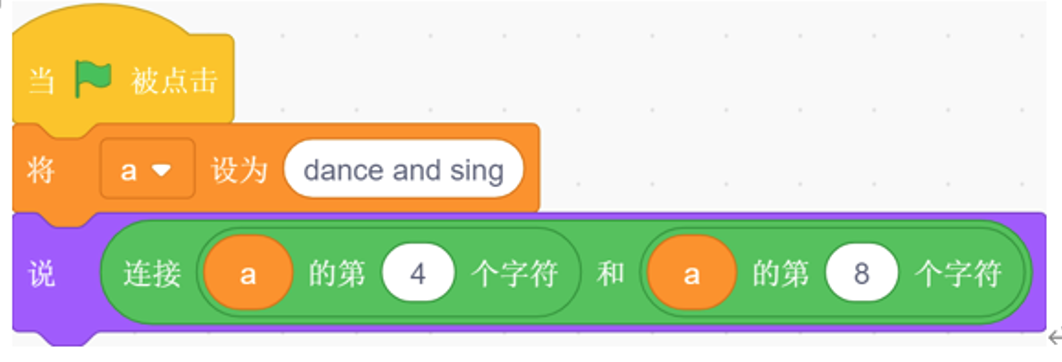 当 被点击
将 a 设为 dance and sing
说 连接 a 的第 4 个字符 和 a 的第 8 个字符